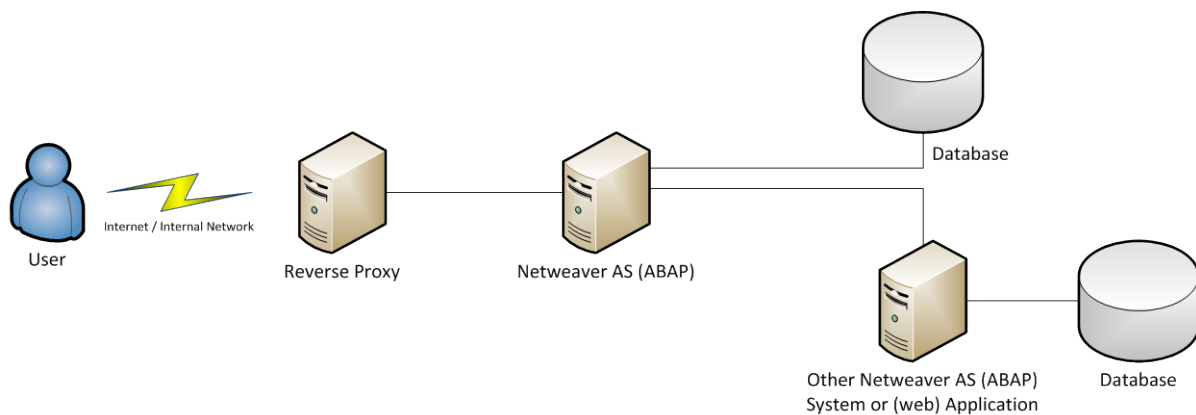 Database
Internet / Internal Network
User
Reverse Proxy
Netweaver AS (ABAP)
Other Netweaver AS (ABAP)
System or (web) Application
Database